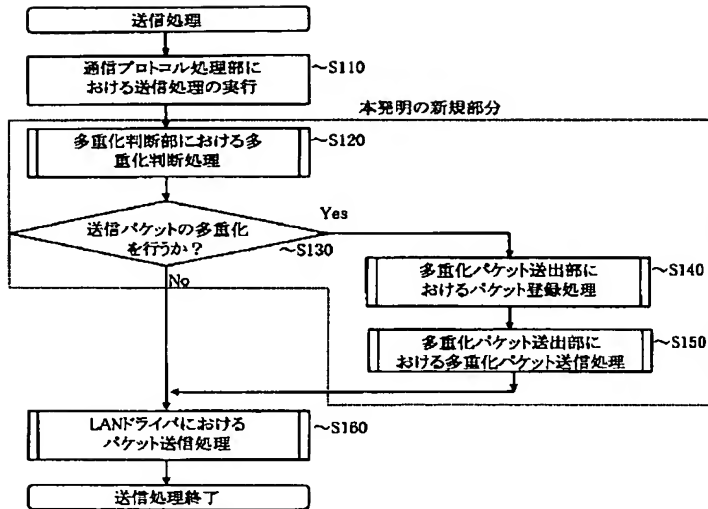 送信処理
通信プロトコル処理部に
おける送信処理の実行
~S110
本発明の新規部分
多重化判断部における多
重化判断処理
~S120
送信パケットの多重化
を行うか？
~S130
Yes
No
多重化パケット送出部に
おけるパケット登録処理
~S140
多重化パケット送出部に
おける多重化パケット送信処理
~S150
LANドライバにおける
パケット送信処理
~S160
送信処理終了